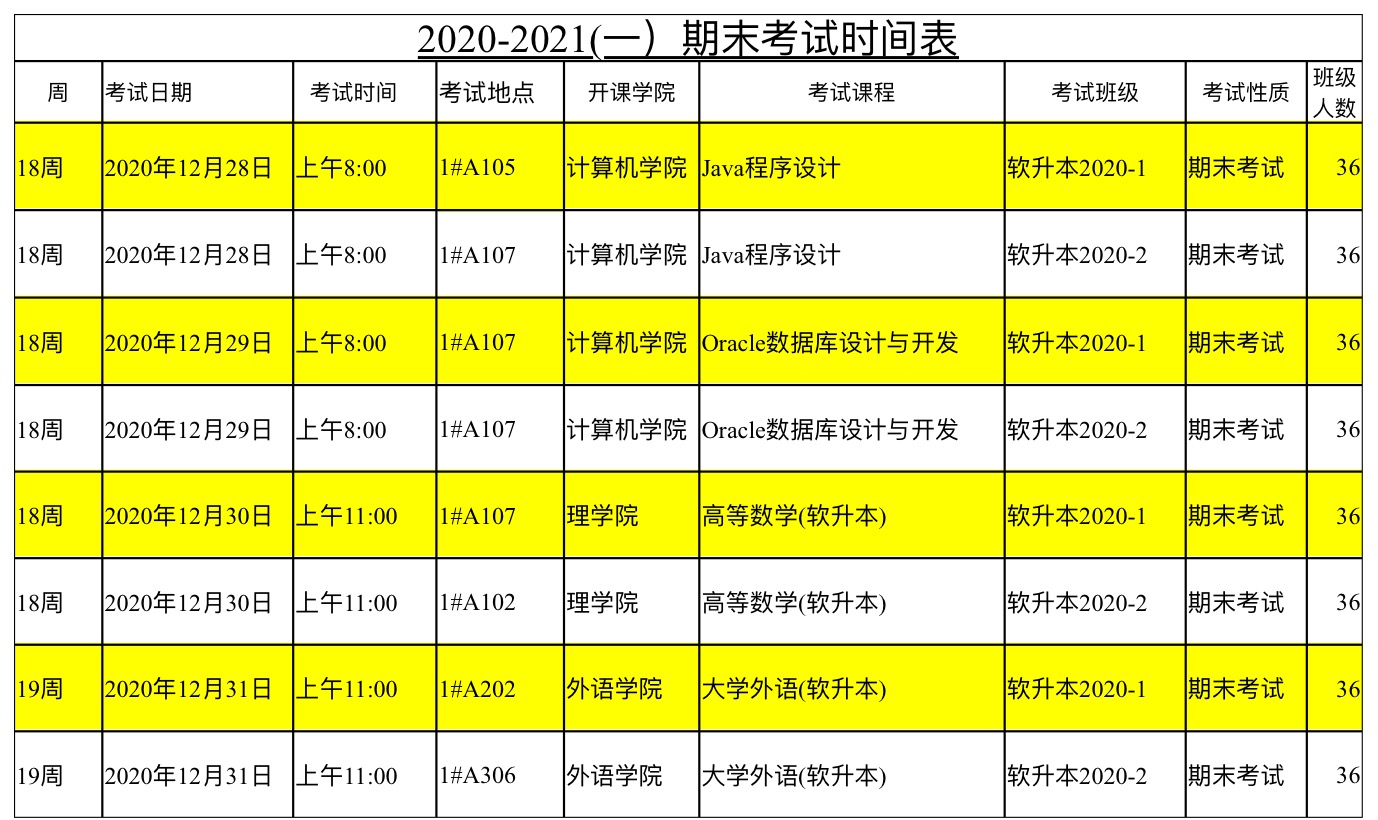 2020-2021(一）期末考试时间表
周 考试日期 考试时间 考试地点 开课学院 考试课程 考试班级 考试性质 班级人数
18周 2020年12月28日 上午8:00 1#A105 计算机学院 Java程序设计 软升本2020-1 期末考试 36
18周 2020年12月28日 上午8:00 1#A107 计算机学院 Java程序设计 软升本2020-2 期末考试 36
18周 2020年12月29日 上午8:00 1#A107 计算机学院 Oracle数据库设计与开发 软升本2020-1 期末考试 36
18周 2020年12月29日 上午8:00 1#A107 计算机学院 Oracle数据库设计与开发 软升本2020-2 期末考试 36
18周 2020年12月30日 上午11:00 1#A107 理学院 高等数学(软升本) 软升本2020-1 期末考试 36
18周 2020年12月30日 上午11:00 1#A102 理学院 高等数学(软升本) 软升本2020-2 期末考试 36
19周 2020年12月31日 上午11:00 1#A202 外语学院 大学外语(软升本) 软升本2020-1 期末考试 36
19周 2020年12月31日 上午11:00 1#A306 外语学院 大学外语(软升本) 软升本2020-2 期末考试 36